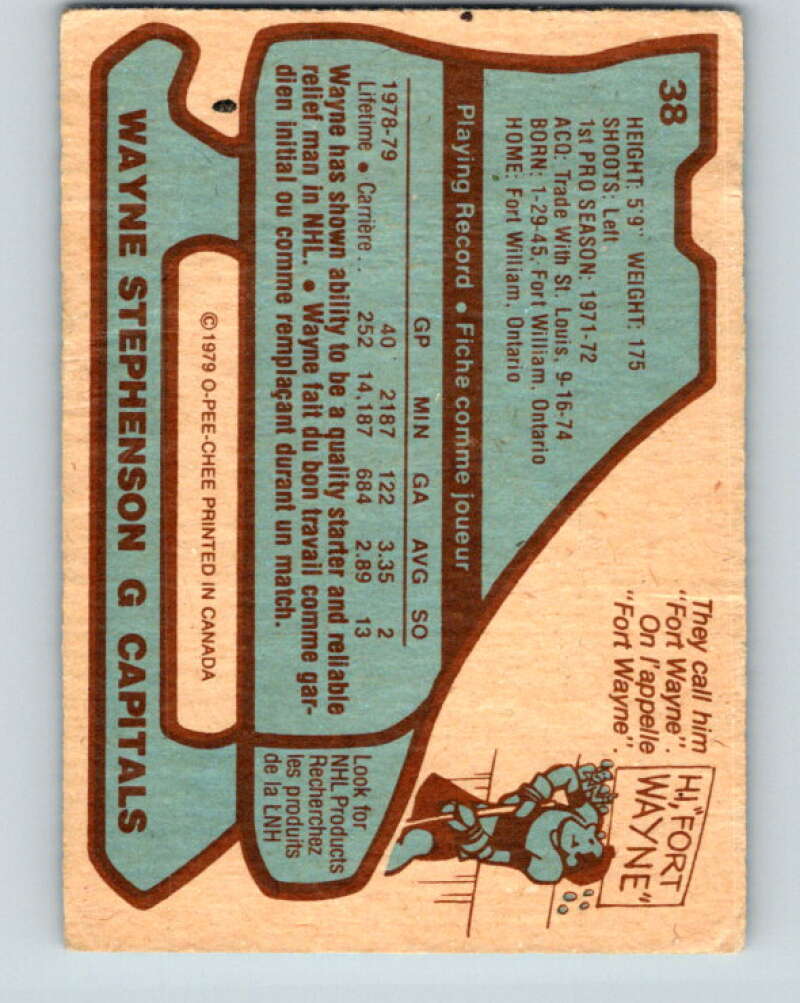 38
HEIGHT: 5'9" WEIGHT: 175
SHOOTS: Left
1st PRO SEASON: 1971-72
ACQ: Trade With St. Louis, 9-16-74
BORN: 1-29-45, Fort William, Ontario
HOME: Fort William, Ontario
They call him
"Fort Wayne".
On l'appelle
"Fort Wayne".
HI, "FORT
WAYNE"
Playing Record • Fiche comme joueur
GP MIN GA AVG SO
1978-79 40 2187 122 3.35 2
Lifetime • Carrière .. 252 14,187 684 2.89 13
Wayne has shown ability to be a quality starter and reliable
relief man in NHL. • Wayne fait du bon travail comme gar-
dien initial ou comme remplaçant durant un match.
Look for
NHL Products
Recherchez
les produits
de la LNH
©1979 O-PEE-CHEE PRINTED IN CANADA
WAYNE STEPHENSON G CAPITALS